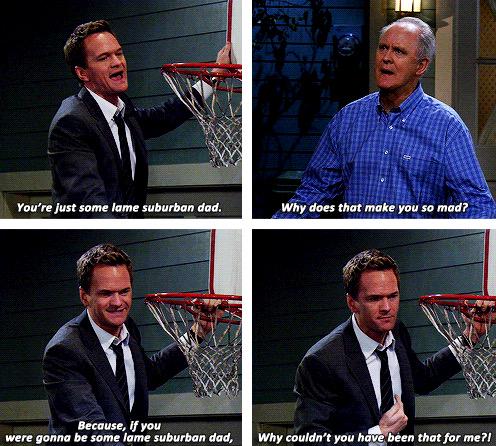 You're just some lame suburban dad.
Why does that make you so mad?
Because, if you
were gonna be some lame suburban dad,
Why couldn't you have been that for me?!